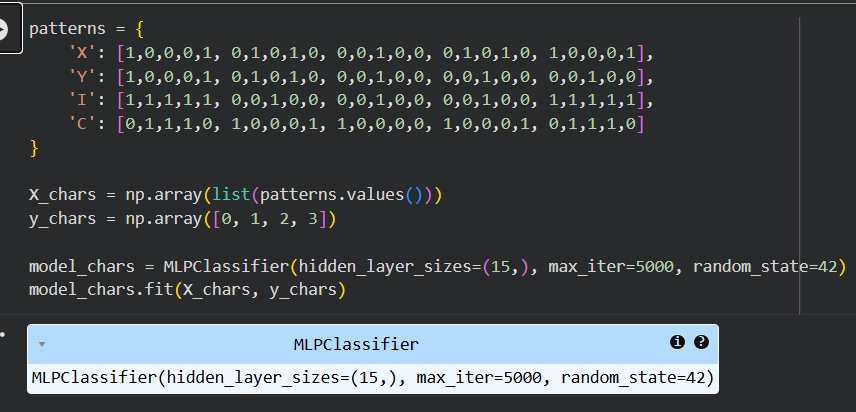 patterns = {
    'X': [1,0,0,0,1, 0,1,0,1,0, 0,0,1,0,0, 0,1,0,1,0, 1,0,0,0,1],
    'Y': [1,0,0,0,1, 0,1,0,1,0, 0,0,1,0,0, 0,0,1,0,0, 0,0,1,0,0],
    'I': [1,1,1,1,1, 0,0,1,0,0, 0,0,1,0,0, 0,0,1,0,0, 1,1,1,1,1],
    'C': [0,1,1,1,0, 1,0,0,0,1, 1,0,0,0,0, 1,0,0,0,1, 0,1,1,1,0]
}
X_chars = np.array(list(patterns.values()))
y_chars = np.array([0, 1, 2, 3])
model_chars = MLPClassifier(hidden_layer_sizes=(15,), max_iter=5000, random_state=42)
model_chars.fit(X_chars, y_chars)
MLPClassifier
MLPClassifier(hidden_layer_sizes=(15,), max_iter=5000, random_state=42)